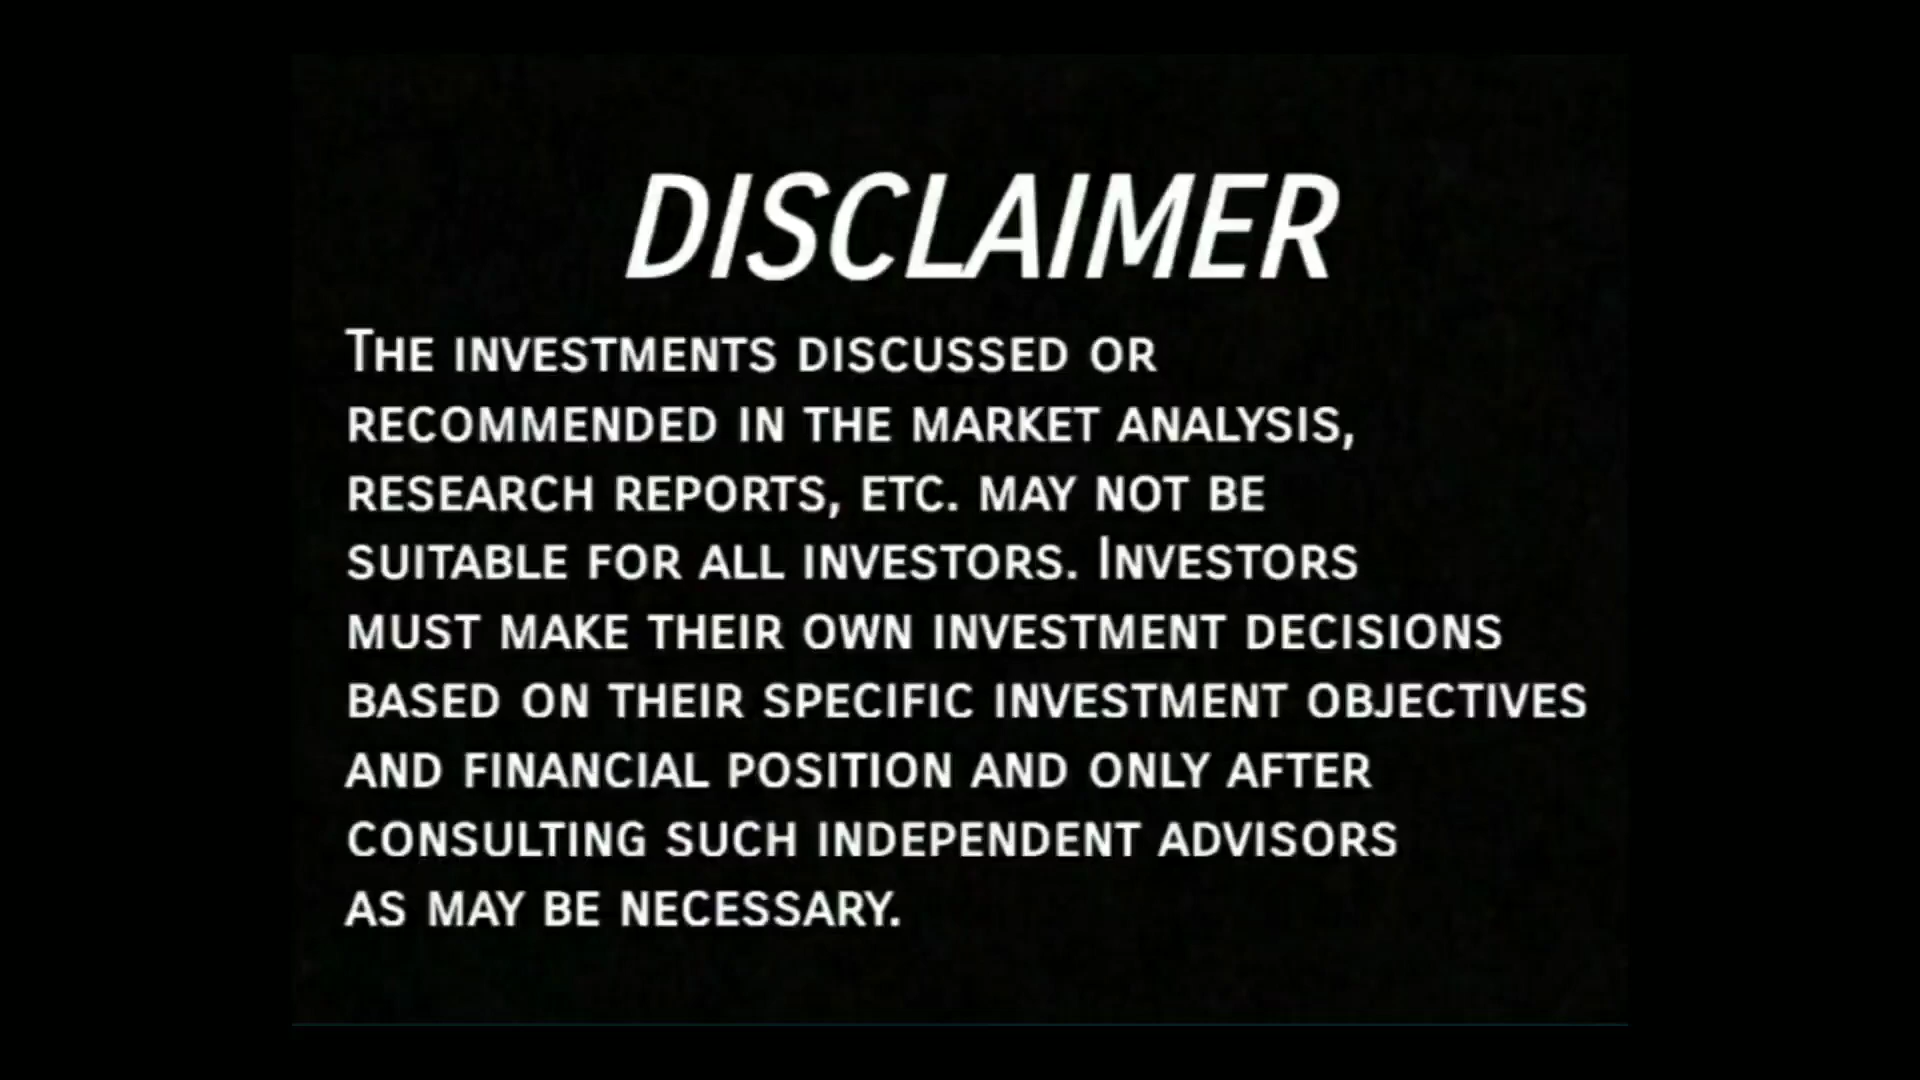 DISCLAIMER
The investments discussed or
recommended in the market analysis,
research reports, etc. may not be
suitable for all investors. Investors
must make their own investment decisions
based on their specific investment objectives
and financial position and only after
consulting such independent advisors
as may be necessary.